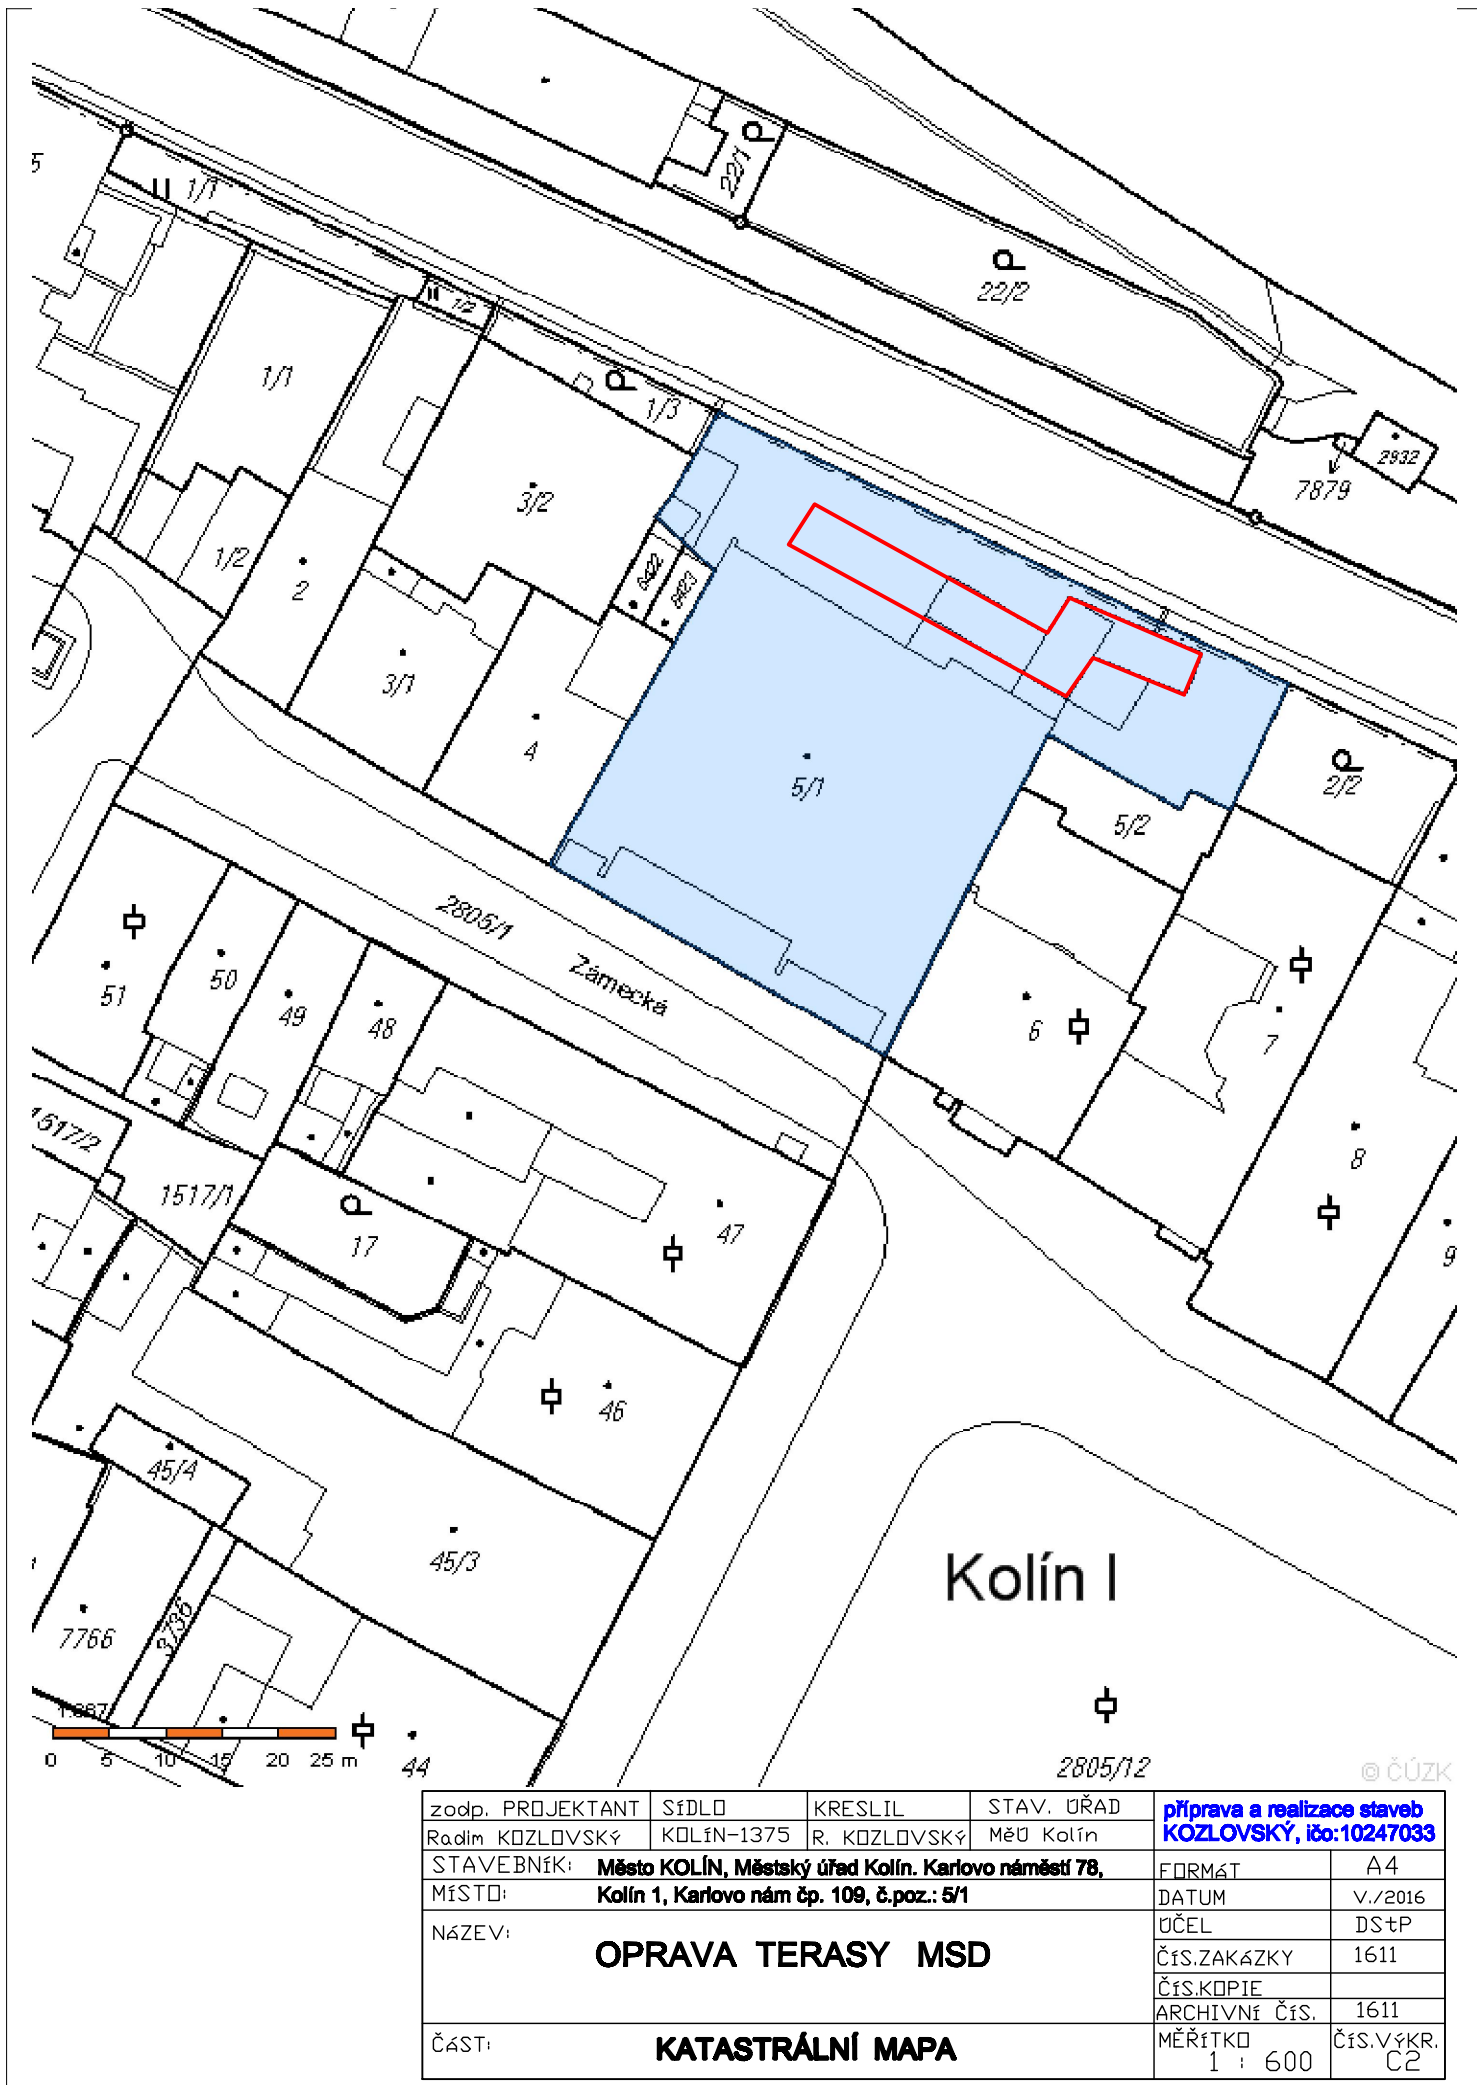 5
1/1
22/1
22/2
1/2
1/3
1/1
2932
7879
3/2
1/2
2
8422
8423
3/1
4
5/1
2/2
5/2
2805/1
Zámecká
51
50
49
48
6
7
8
9
1517/2
1517/1
17
47
46
45/4
45/3
Kolín I
7766
0 5 10 15 20 25 m
44
2805/12
© ČÚZK
zodp. PROJEKTANT SÍDLO KRESLIL STAV. ÚŘAD příprava a realizace staveb
Radim KOZLOVSKÝ KOLÍN-1375 R. KOZLOVSKÝ MěÚ Kolín KOZLOVSKÝ, ičo:10247033
STAVEBNÍK: Město KOLÍN, Městský úřad Kolín. Karlovo náměstí 78, FORMÁT A4
MÍSTO: Kolín 1, Karlovo nám čp. 109, č.poz.: 5/1 DATUM V./2016
NÁZEV: OPRAVA TERASY MSD ÚČEL DStP
ČÍS.ZAKÁZKY 1611
ČÍS.KOPIE
ARCHIVNÍ ČÍS. 1611
ČÁST: KATASTRÁLNÍ MAPA MĚŘÍTKO 1 : 600 ČÍS.VÝKR. C2